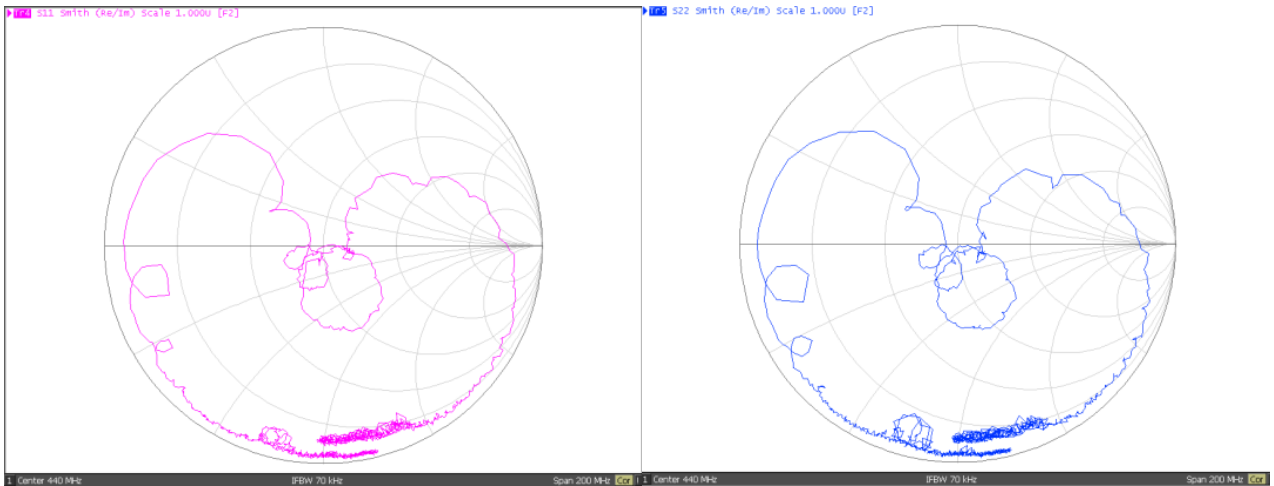 Tr4 S11 Smith (Re/Im) Scale 1.000U [F2]
Tr5 S22 Smith (Re/Im) Scale 1.000U [F2]
1 Center 440 MHz IFBW 70 kHz Span 200 MHz Cor
1 Center 440 MHz IFBW 70 kHz Span 200 MHz Cor